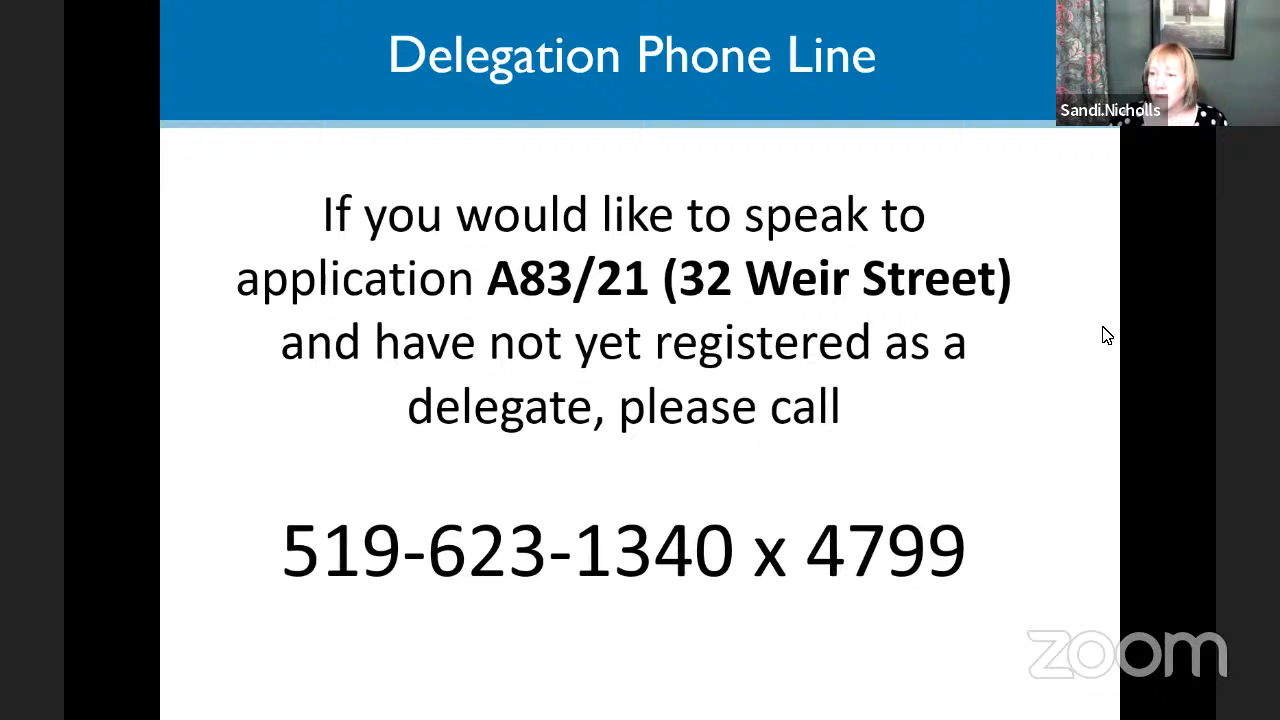 Delegation Phone Line
Sandi.Nicholls
If you would like to speak to
application A83/21 (32 Weir Street)
and have not yet registered as a
delegate, please call
519-623-1340 x 4799
zoom